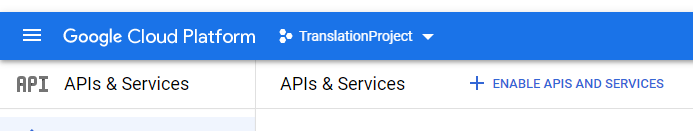 Google Cloud Platform TranslationProject
API APIs & Services APIs & Services + ENABLE APIS AND SERVICES